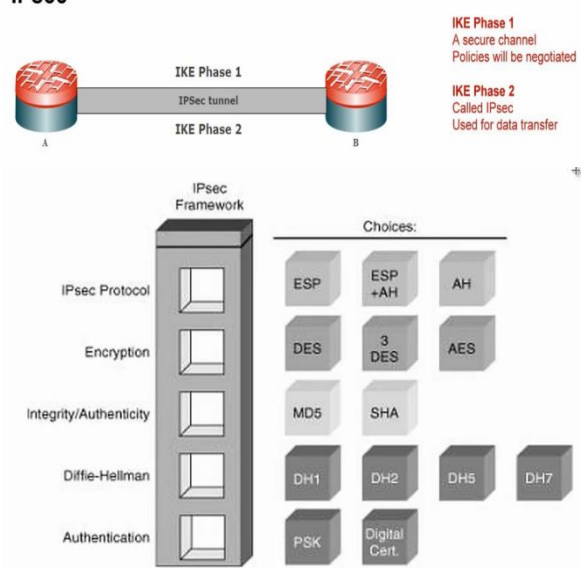 IKE Phase 1
A secure channel
Policies will be negotiated
IKE Phase 2
Called IPsec
Used for data transfer
IKE Phase 1
IPSec tunnel
IKE Phase 2
A
B
IPsec
Framework
Choices:
IPsec Protocol
ESP
ESP
+AH
AH
Encryption
DES
3
DES
AES
Integrity/Authenticity
MD5
SHA
Diffie-Hellman
DH1
DH2
DH5
DH7
Authentication
PSK
Digital
Cert.